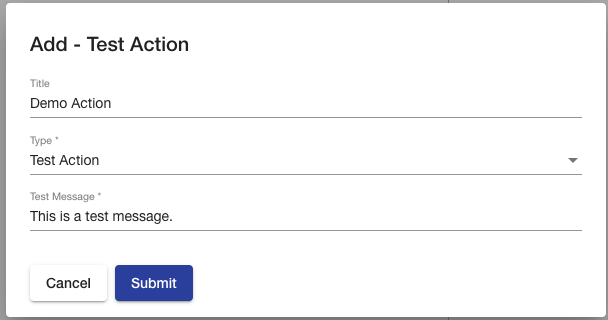 Add - Test Action
Title
Demo Action
Type *
Test Action
Test Message *
This is a test message.
Cancel Submit